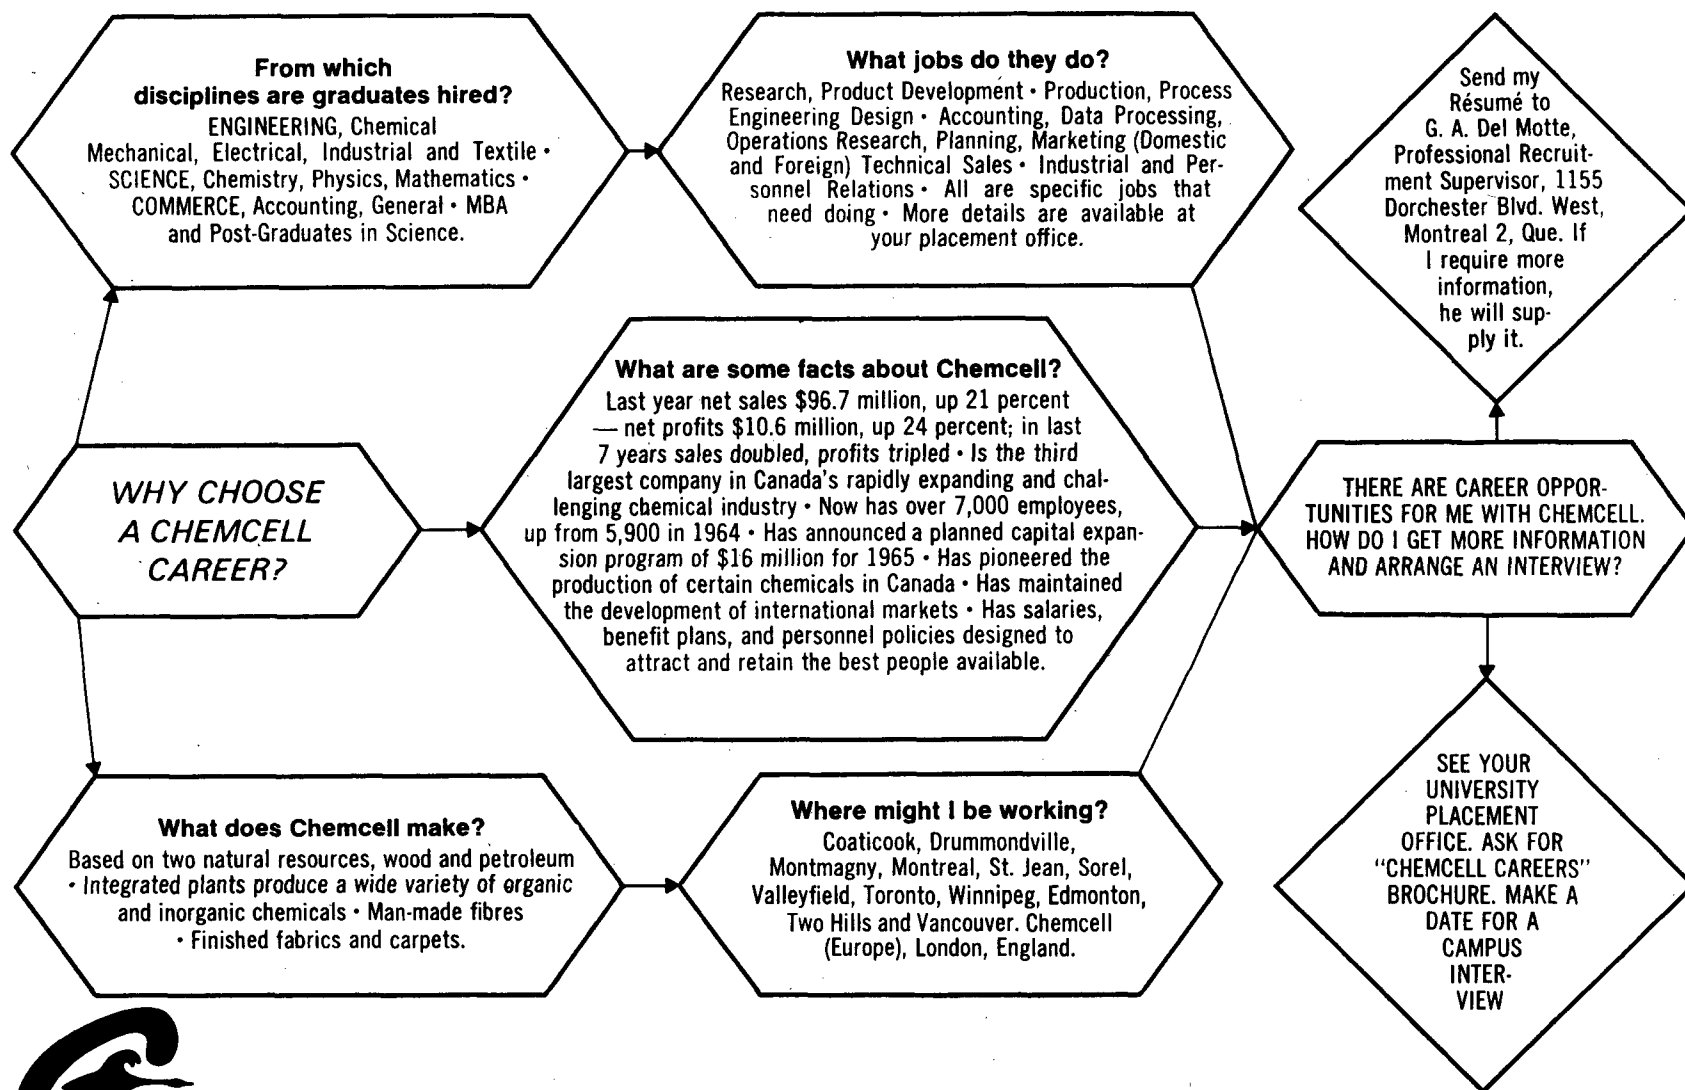 From which
disciplines are graduates hired?
ENGINEERING, Chemical
Mechanical, Electrical, Industrial and Textile •
SCIENCE, Chemistry, Physics, Mathematics •
COMMERCE, Accounting, General • MBA
and Post-Graduates in Science.
What jobs do they do?
Research, Product Development • Production, Process
Engineering Design • Accounting, Data Processing,
Operations Research, Planning, Marketing (Domestic
and Foreign) Technical Sales • Industrial and Per-
sonnel Relations • All are specific jobs that
need doing • More details are available at
your placement office.
Send my
Résumé to
G. A. Del Motte,
Professional Recruit-
ment Supervisor, 1155
Dorchester Blvd. West,
Montreal 2, Que. If
I require more
information,
he will sup-
ply it.
WHY CHOOSE
A CHEMCELL
CAREER?
What are some facts about Chemcell?
Last year net sales $96.7 million, up 21 percent
— net profits $10.6 million, up 24 percent; in last
7 years sales doubled, profits tripled • Is the third
largest company in Canada's rapidly expanding and chal-
lenging chemical industry • Now has over 7,000 employees,
up from 5,900 in 1964 • Has announced a planned capital expan-
sion program of $16 million for 1965 • Has pioneered the
production of certain chemicals in Canada • Has maintained
the development of international markets • Has salaries,
benefit plans, and personnel policies designed to
attract and retain the best people available.
THERE ARE CAREER OPPOR-
TUNITIES FOR ME WITH CHEMCELL.
HOW DO I GET MORE INFORMATION
AND ARRANGE AN INTERVIEW?
What does Chemcell make?
Based on two natural resources, wood and petroleum
• Integrated plants produce a wide variety of organic
and inorganic chemicals • Man-made fibres
• Finished fabrics and carpets.
Where might I be working?
Coaticook, Drummondville,
Montmagny, Montreal, St. Jean, Sorel,
Valleyfield, Toronto, Winnipeg, Edmonton,
Two Hills and Vancouver. Chemcell
(Europe), London, England.
SEE YOUR
UNIVERSITY
PLACEMENT
OFFICE. ASK FOR
“CHEMCELL CAREERS”
BROCHURE. MAKE A
DATE FOR A
CAMPUS
INTER-
VIEW